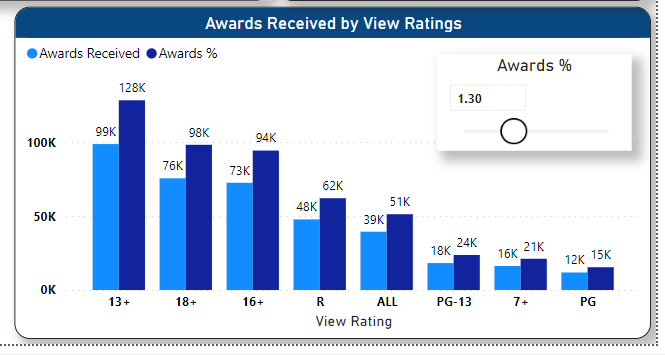 Awards Received by View Ratings
Awards Received Awards %
Awards %
1.30
100K
50K
0K
99K 128K
76K 98K
73K 94K
48K 62K
39K 51K
18K 24K
16K 21K
12K 15K
13+ 18+ 16+ R ALL PG-13 7+ PG
View Rating